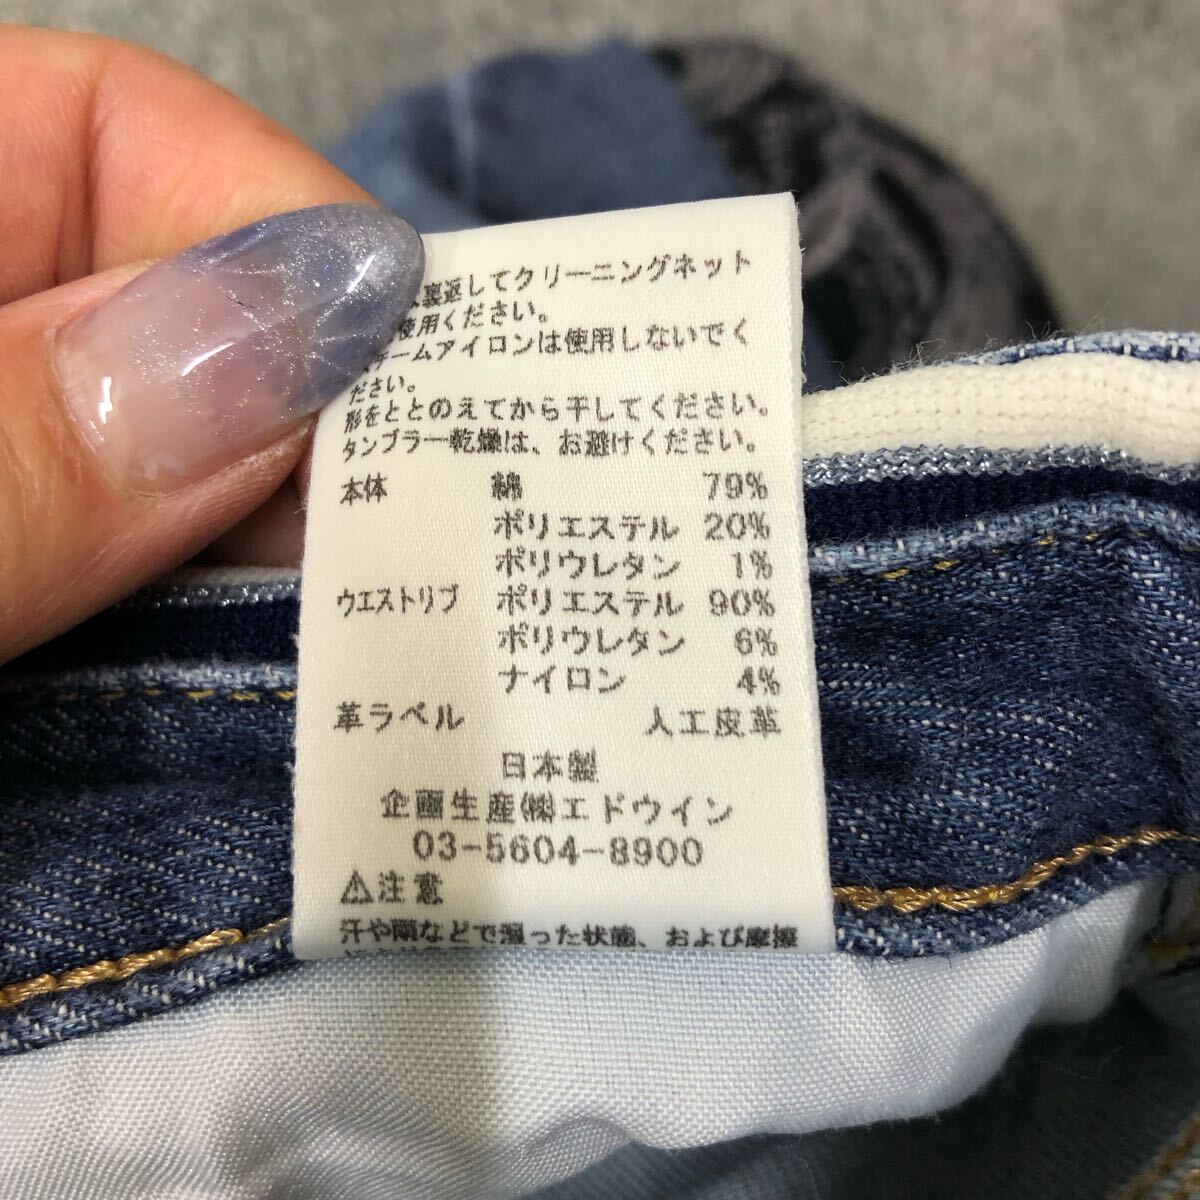 裏返してクリーニングネット
使用ください。
チームアイロンは使用しないでく
ださい。
形をととのえてから干してください。
タンブラー乾燥は、お避けください。
本体 綿 79%
ポリエステル 20%
ポリウレタン 1%
ウエストリブ ポリエステル 90%
ポリウレタン 6%
ナイロン 4%
革ラベル 人工皮革
日本製
企画生産㈱エドウイン
03-5604-8900
⚠注意
汗や雨などで湿った状態、および摩擦